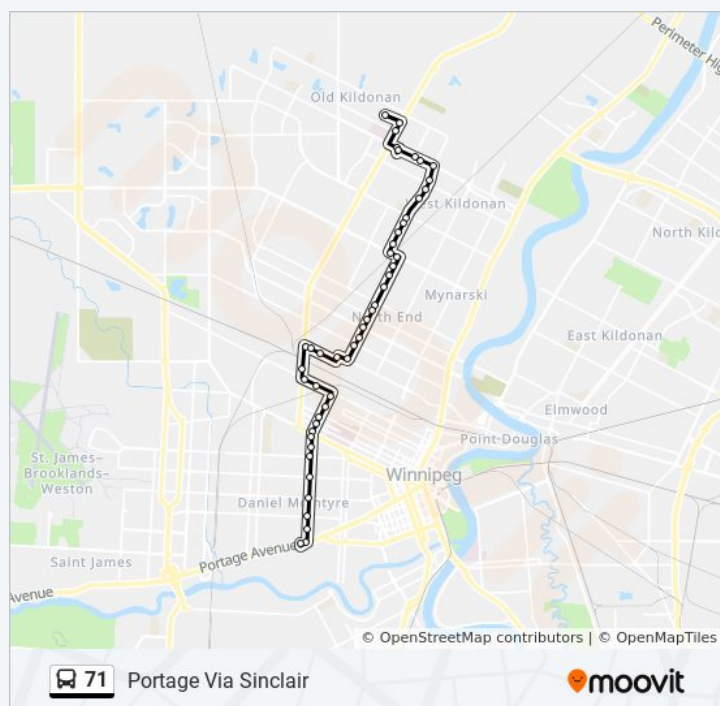 Perimeter Hig
Old Kildonan
West Kildonan
North Kild
Mynarski
North End
East Kildonan
Elmwood
Point Douglas
St. James–
Brooklands–
Weston
Winnipeg
Daniel McIntyre
Portage Avenue
Saint James
Avenue
© OpenStreetMap contributors | © OpenMapTiles
71 Portage Via Sinclair
moovit